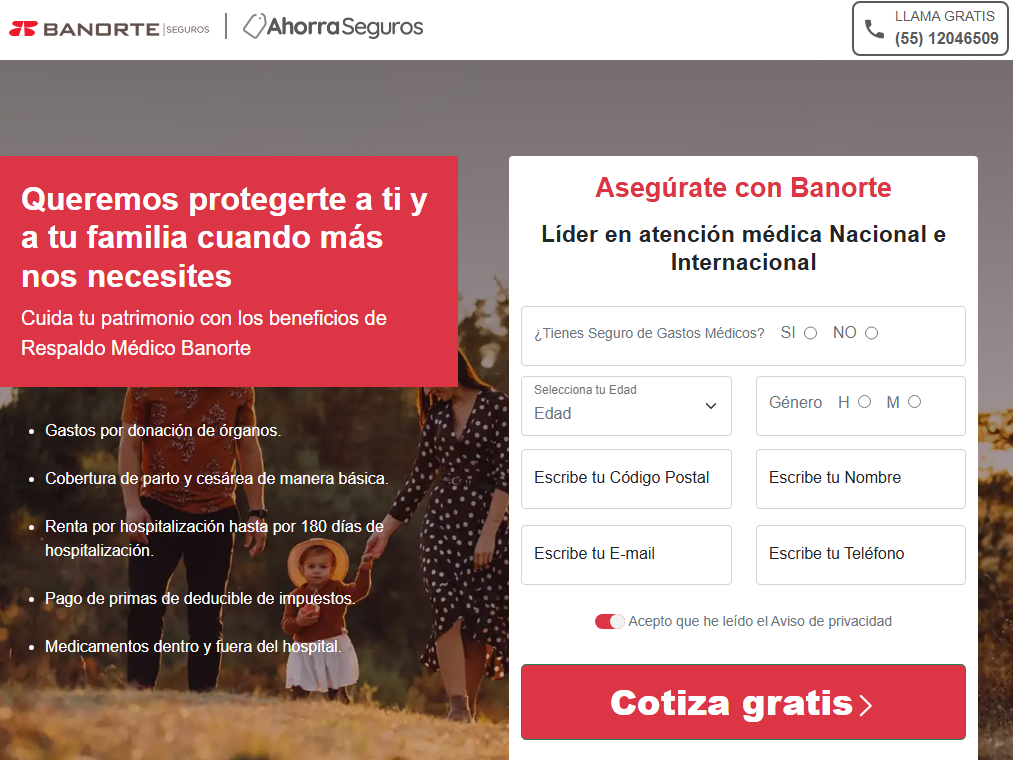 BANORTE | SEGUROS | AhorraSeguros
LLAMA GRATIS
(55) 12046509
Queremos protegerte a ti y
a tu familia cuando más
nos necesites
Cuida tu patrimonio con los beneficios de
Respaldo Médico Banorte
• Gastos por donación de órganos.
• Cobertura de parto y cesárea de manera básica.
• Renta por hospitalización hasta por 180 días de
hospitalización.
• Pago de primas de deducible de impuestos.
• Medicamentos dentro y fuera del hospital.
Asegúrate con Banorte
Líder en atención médica Nacional e
Internacional
¿Tienes Seguro de Gastos Médicos? SI NO
Selecciona tu Edad
Edad
Género H M
Escribe tu Código Postal
Escribe tu Nombre
Escribe tu E-mail
Escribe tu Teléfono
Acepto que he leído el Aviso de privacidad
Cotiza gratis